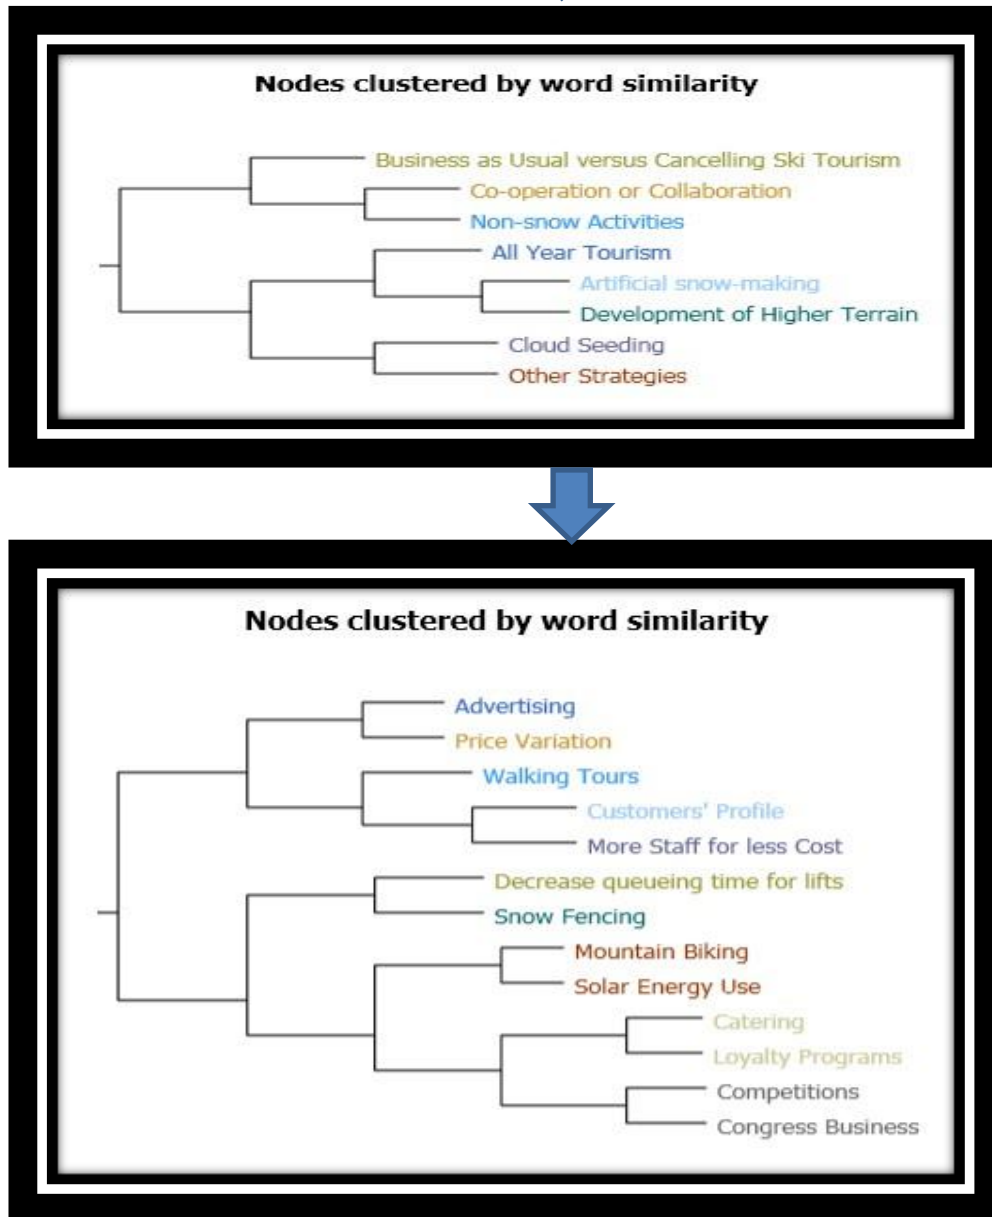 Nodes clustered by word similarity
Business as Usual versus Cancelling Ski Tourism
Co-operation or Collaboration
Non-snow Activities
All Year Tourism
Artificial snow-making
Development of Higher Terrain
Cloud Seeding
Other Strategies
Nodes clustered by word similarity
Advertising
Price Variation
Walking Tours
Customers' Profile
More Staff for less Cost
Decrease queueing time for lifts
Snow Fencing
Mountain Biking
Solar Energy Use
Catering
Loyalty Programs
Competitions
Congress Business